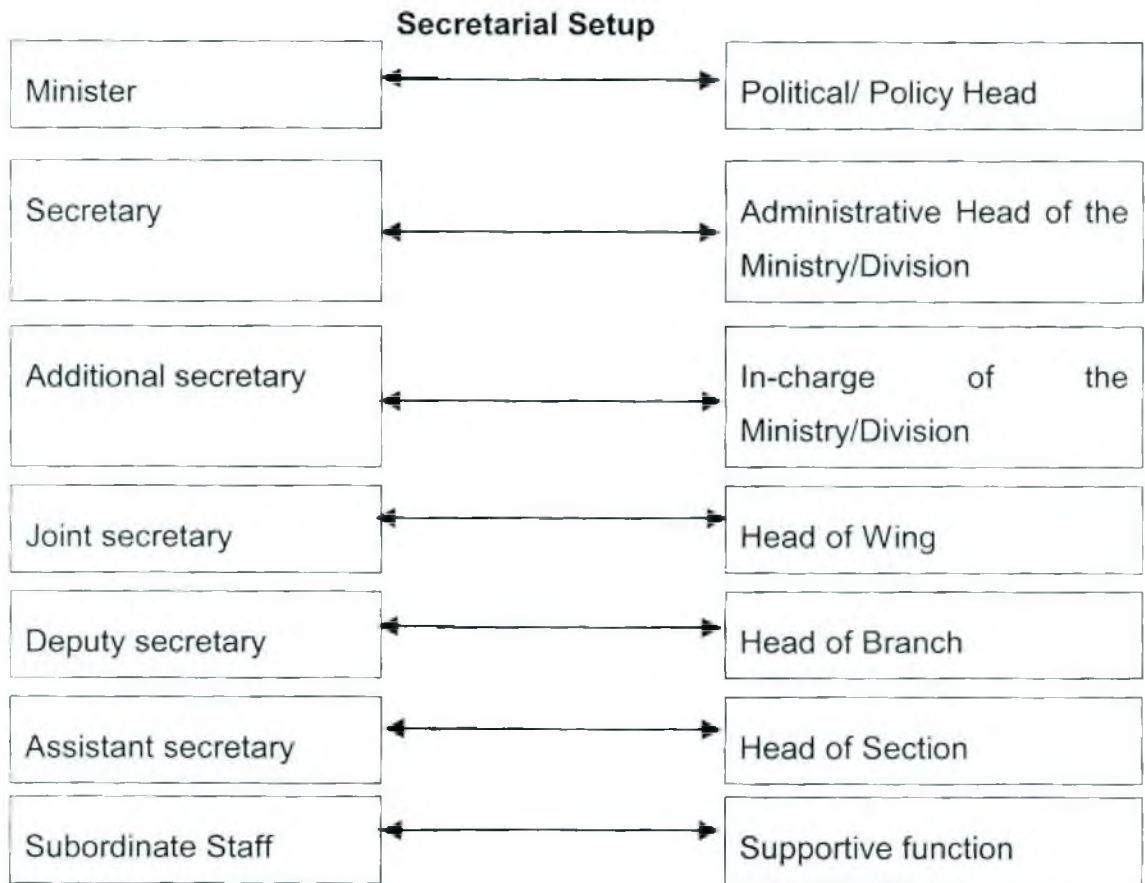 Secretarial Setup
Minister
Political/ Policy Head
Secretary
Administrative Head of the
Ministry/Division
Additional secretary
In-charge of the
Ministry/Division
Joint secretary
Head of Wing
Deputy secretary
Head of Branch
Assistant secretary
Head of Section
Subordinate Staff
Supportive function